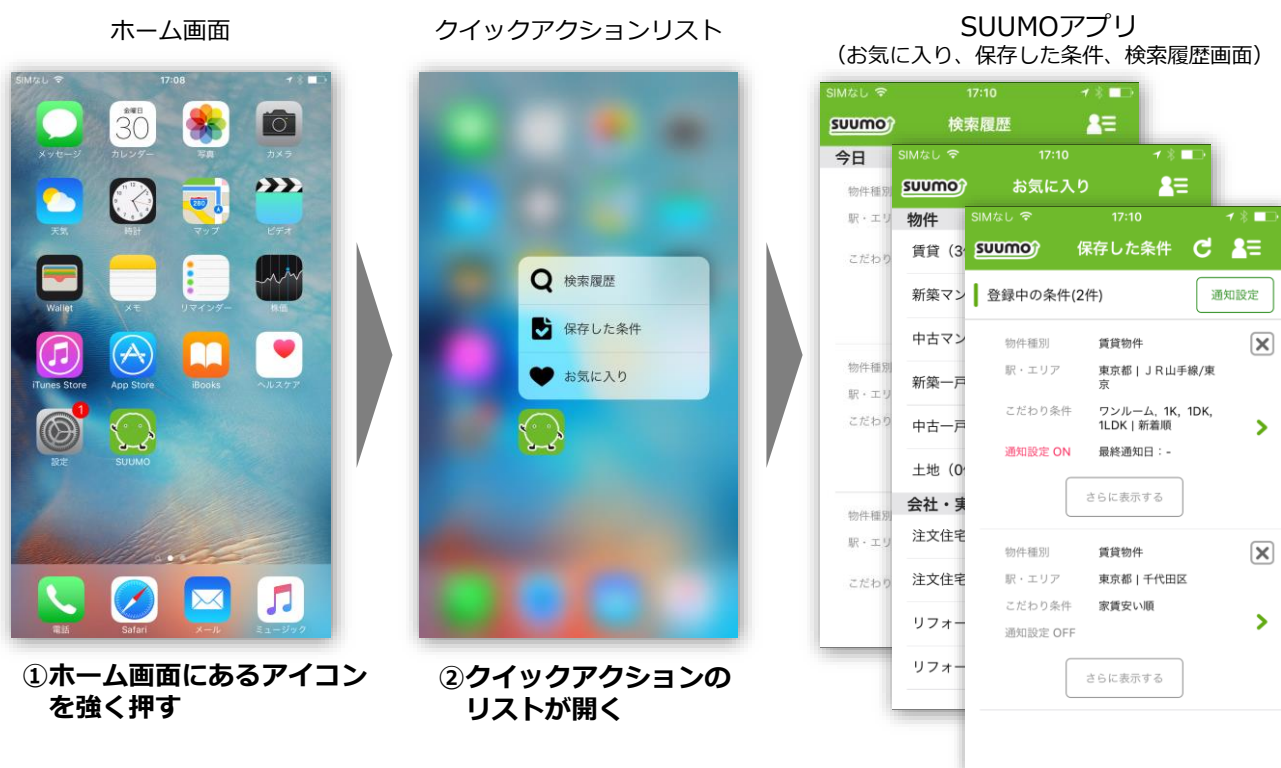 ホーム画面
クイックアクションリスト
SUUMOアプリ
（お気に入り、保存した条件、検索履歴画面）
SIMなし
17:08
金曜日
30
メッセージ
カレンダー
写真
カメラ
280
天気
時計
マップ
ビデオ
Wallet
メモ
リマインダー
株価
iTunes Store
App Store
iBooks
ヘルスケア
1
設定
SUUMO
電話
Safari
メール
ミュージック
①ホーム画面にあるアイコン
を強く押す
検索履歴
保存した条件
お気に入り
②クイックアクションの
リストが開く
SIMなし
17:10
suumo
検索履歴
今日
物件種別
駅・エリ
こだわり
物件種別
駅・エリ
こだわり
物件種別
駅・エリ
こだわり
SIMなし
17:10
suumo
お気に入り
物件
賃貸（3
新築マン
中古マン
新築一戸
中古一戸
土地（0
会社・実
注文住宅
注文住宅
リフォー
リフォー
SIMなし
17:10
suumo
保存した条件
登録中の条件(2件)
通知設定
物件種別
賃貸物件
駅・エリア
東京都 | ＪＲ山手線/東
京
こだわり条件
ワンルーム, 1K, 1DK,
1LDK | 新着順
通知設定 ON
最終通知日：-
さらに表示する
物件種別
賃貸物件
駅・エリア
東京都 | 千代田区
こだわり条件
家賃安い順
通知設定 OFF
さらに表示する